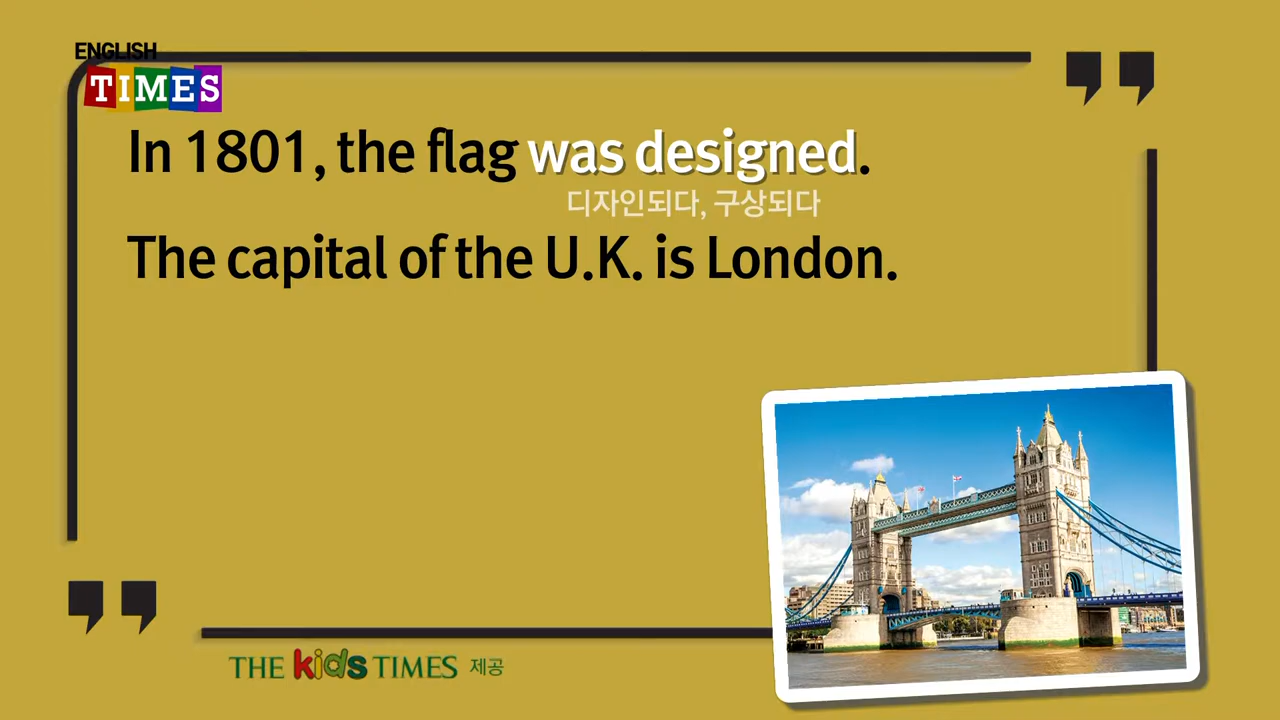 ENGLISH
TIMES
In 1801, the flag was designed.
디자인되다, 구상되다
The capital of the U.K. is London.
THE kids TIMES 제공